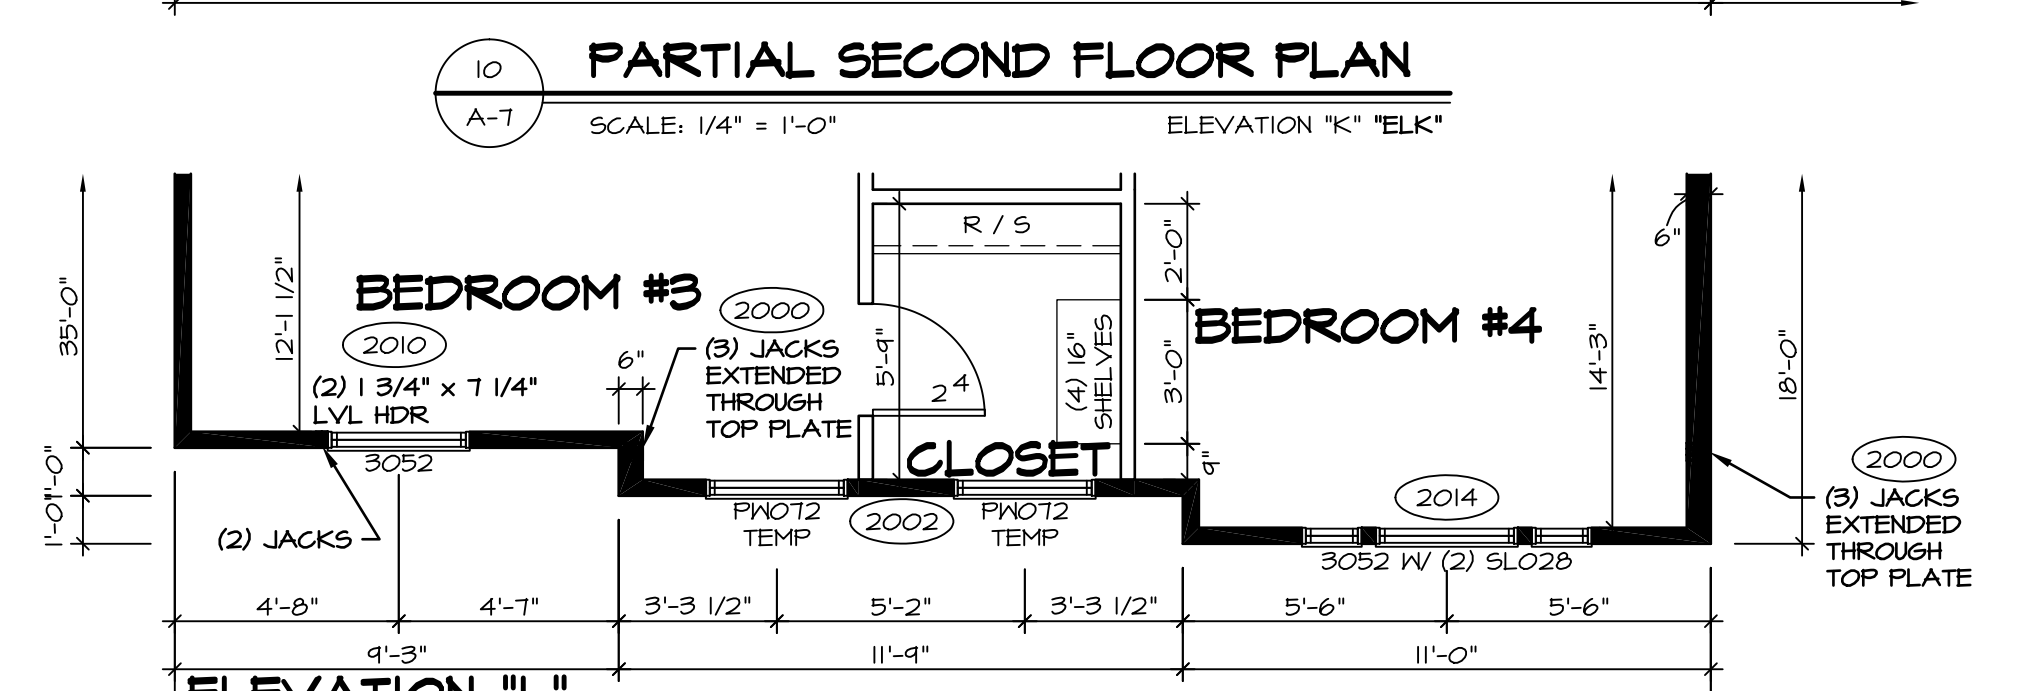 10
A-7
PARTIAL SECOND FLOOR PLAN
SCALE: 1/4" = 1'-0"
ELEVATION "K" "ELK"
35'-0"
12'-1 1/2"
BEDROOM #3
2010
(2) 1 3/4" x 7 1/4"
LVL HDR
3052
(2) JACKS
1'-0"
1'-0"
6"
2000
(3) JACKS
EXTENDED
THROUGH
TOP PLATE
R / S
5'-9"
2 4
(4) 16"
SHELVES
CLOSET
2'-0"
3'-0"
9"
PW072
TEMP
2002
PW072
TEMP
BEDROOM #4
6"
14'-3"
18'-0"
2014
3052 W/ (2) SL028
2000
(3) JACKS
EXTENDED
THROUGH
TOP PLATE
4'-8"
4'-7"
3'-3 1/2"
5'-2"
3'-3 1/2"
5'-6"
5'-6"
9'-3"
11'-9"
11'-0"
ELEVATION "L"